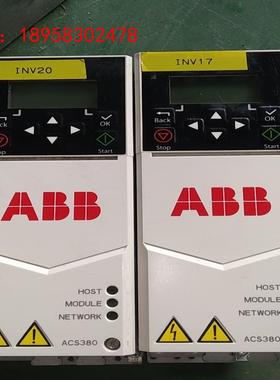 : 18958302478
INV20
INV17
Back
OK
Stop
Start
Back
OK
Stop
Start
ABB
ABB
HOST
MODULE
NETWORK
HOST
MODULE
NETWORK
ACS380
ACS380